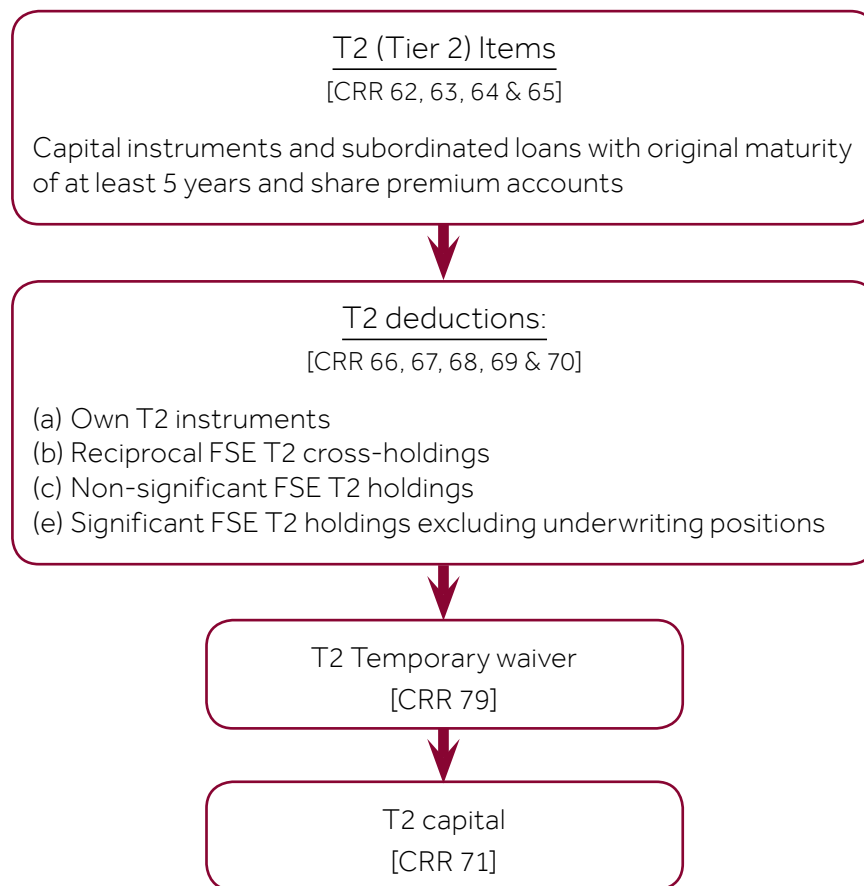 T2 (Tier 2) Items
[CRR 62, 63, 64 & 65]
Capital instruments and subordinated loans with original maturity
of at least 5 years and share premium accounts
T2 deductions:
[CRR 66, 67, 68, 69 & 70]
(a) Own T2 instruments
(b) Reciprocal FSE T2 cross-holdings
(c) Non-significant FSE T2 holdings
(e) Significant FSE T2 holdings excluding underwriting positions
T2 Temporary waiver
[CRR 79]
T2 capital
[CRR 71]